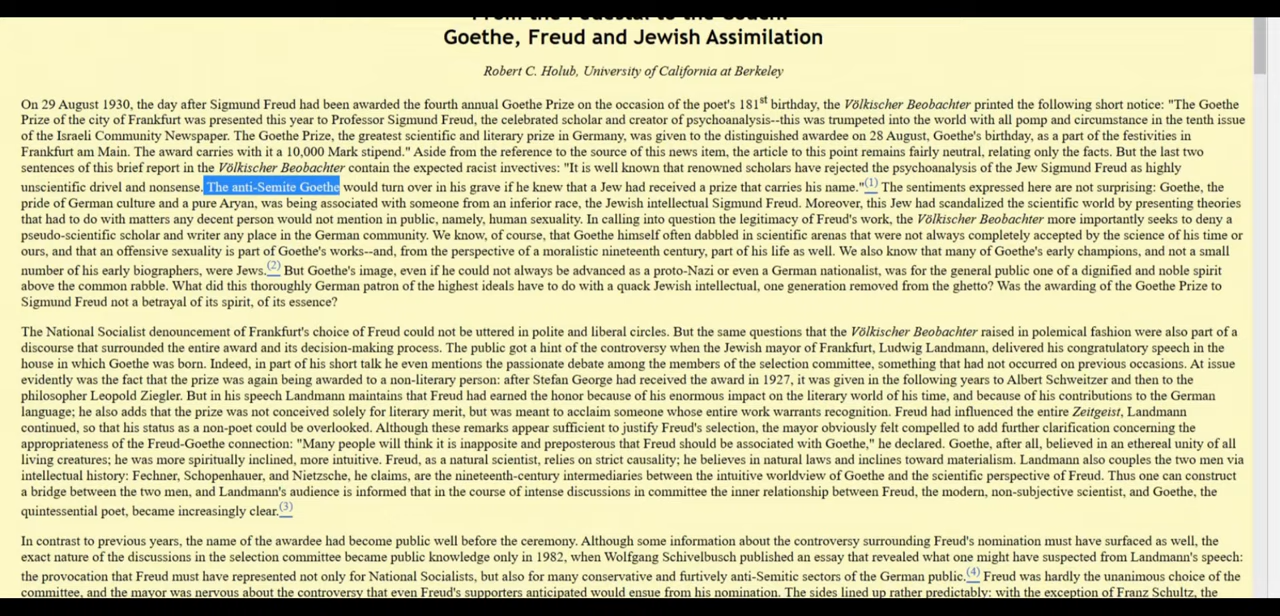 From the Pedestal to the Couch:
Goethe, Freud and Jewish Assimilation
Robert C. Holub, University of California at Berkeley
On 29 August 1930, the day after Sigmund Freud had been awarded the fourth annual Goethe Prize on the occasion of the poet's 181st birthday, the Völkischer Beobachter printed the following short notice: "The Goethe
Prize of the city of Frankfurt was presented this year to Professor Sigmund Freud, the celebrated scholar and creator of psychoanalysis--this was trumpeted into the world with all pomp and circumstance in the tenth issue
of the Israeli Community Newspaper. The Goethe Prize, the greatest scientific and literary prize in Germany, was given to the distinguished awardee on 28 August, Goethe's birthday, as a part of the festivities in
Frankfurt am Main. The award carries with it a 10,000 Mark stipend." Aside from the reference to the source of this news item, the article to this point remains fairly neutral, relating only the facts. But the last two
sentences of this brief report in the Völkischer Beobachter contain the expected racist invectives: "It is well known that renowned scholars have rejected the psychoanalysis of the Jew Sigmund Freud as highly
unscientific drivel and nonsense. The anti-Semite Goethe would turn over in his grave if he knew that a Jew had received a prize that carries his name."(1) The sentiments expressed here are not surprising: Goethe, the
pride of German culture and a pure Aryan, was being associated with someone from an inferior race, the Jewish intellectual Sigmund Freud. Moreover, this Jew had scandalized the scientific world by presenting theories
that had to do with matters any decent person would not mention in public, namely, human sexuality. In calling into question the legitimacy of Freud's work, the Völkischer Beobachter more importantly seeks to deny a
pseudo-scientific scholar and writer any place in the German community. We know, of course, that Goethe himself often dabbled in scientific arenas that were not always completely accepted by the science of his time or
ours, and that an offensive sexuality is part of Goethe's works--and, from the perspective of a moralistic nineteenth century, part of his life as well. We also know that many of Goethe's early champions, and not a small
number of his early biographers, were Jews.(2) But Goethe's image, even if he could not always be advanced as a proto-Nazi or even a German nationalist, was for the general public one of a dignified and noble spirit
above the common rabble. What did this thoroughly German patron of the highest ideals have to do with a quack Jewish intellectual, one generation removed from the ghetto? Was the awarding of the Goethe Prize to
Sigmund Freud not a betrayal of its spirit, of its essence?
The National Socialist denouncement of Frankfurt's choice of Freud could not be uttered in polite and liberal circles. But the same questions that the Völkischer Beobachter raised in polemical fashion were also part of a
discourse that surrounded the entire award and its decision-making process. The public got a hint of the controversy when the Jewish mayor of Frankfurt, Ludwig Landmann, delivered his congratulatory speech in the
house in which Goethe was born. Indeed, in part of his short talk he even mentions the passionate debate among the members of the selection committee, something that had not occurred on previous occasions. At issue
evidently was the fact that the prize was again being awarded to a non-literary person: after Stefan George had received the award in 1927, it was given in the following years to Albert Schweitzer and then to the
philosopher Leopold Ziegler. But in his speech Landmann maintains that Freud had earned the honor because of his enormous impact on the literary world of his time, and because of his contributions to the German
language; he also adds that the prize was not conceived solely for literary merit, but was meant to acclaim someone whose entire work warrants recognition. Freud had influenced the entire Zeitgeist, Landmann
continued, so that his status as a non-poet could be overlooked. Although these remarks appear sufficient to justify Freud's selection, the mayor obviously felt compelled to add further clarification concerning the
appropriateness of the Freud-Goethe connection: "Many people will think it is inapposite and preposterous that Freud should be associated with Goethe," he declared. Goethe, after all, believed in an ethereal unity of all
living creatures; he was more spiritually inclined, more intuitive. Freud, as a natural scientist, relies on strict causality; he believes in natural laws and inclines toward materialism. Landmann also couples the two men via
intellectual history: Fechner, Schopenhauer, and Nietzsche, he claims, are the nineteenth-century intermediaries between the intuitive worldview of Goethe and the scientific perspective of Freud. Thus one can construct
a bridge between the two men, and Landmann's audience is informed that in the course of intense discussions in committee the inner relationship between Freud, the modern, non-subjective scientist, and Goethe, the
quintessential poet, became increasingly clear.(3)
In contrast to previous years, the name of the awardee had become public well before the ceremony. Although some information about the controversy surrounding Freud's nomination must have surfaced as well, the
exact nature of the discussions in the selection committee became public knowledge only in 1982, when Wolfgang Schivelbusch published an essay that revealed what one might have suspected from Landmann's speech:
the provocation that Freud must have represented not only for National Socialists, but also for many conservative and furtively anti-Semitic sectors of the German public.(4) Freud was hardly the unanimous choice of the
committee, and the mayor was nervous about the controversy that even Freud's supporters anticipated would ensue from his nomination. The sides lined up rather predictably: with the exception of Franz Schultz, the